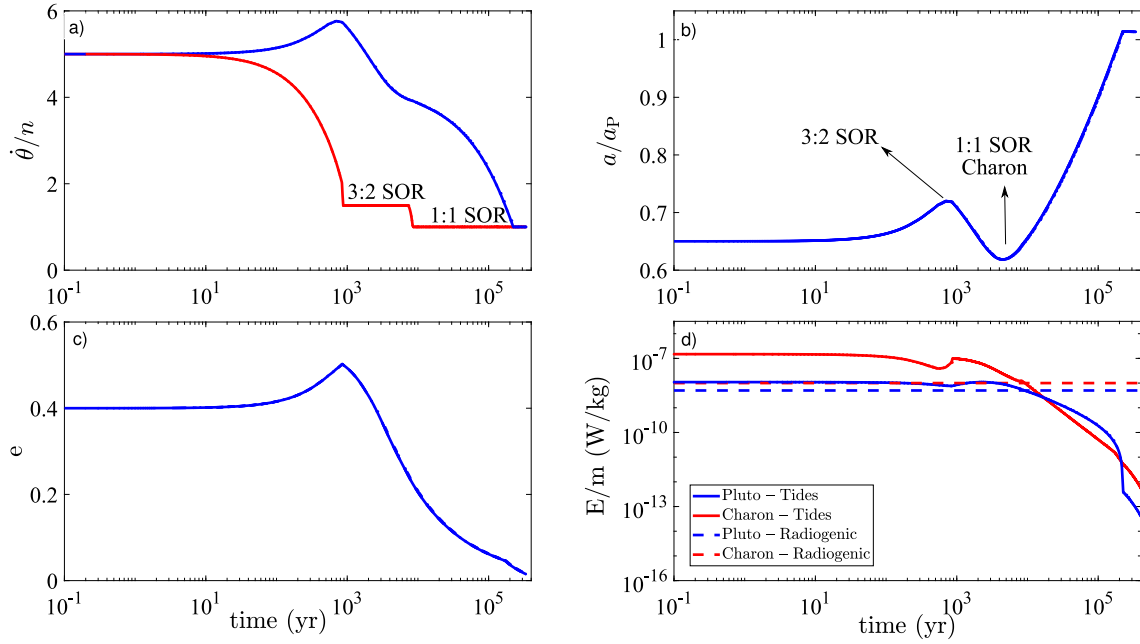 a)
6
4
2
0
θ̇/n
3:2 SOR
1:1 SOR
10^-1 10^1 10^3 10^5
b)
1
0.9
0.8
0.7
0.6
a/a_P
3:2 SOR
1:1 SOR
Charon
10^-1 10^1 10^3 10^5
c)
0.6
0.4
0.2
0
e
10^-1 10^1 10^3 10^5
time (yr)
d)
10^-7
10^-10
10^-13
10^-16
E/m (W/kg)
Pluto – Tides
Charon – Tides
Pluto – Radiogenic
Charon – Radiogenic
10^-1 10^1 10^3 10^5
time (yr)